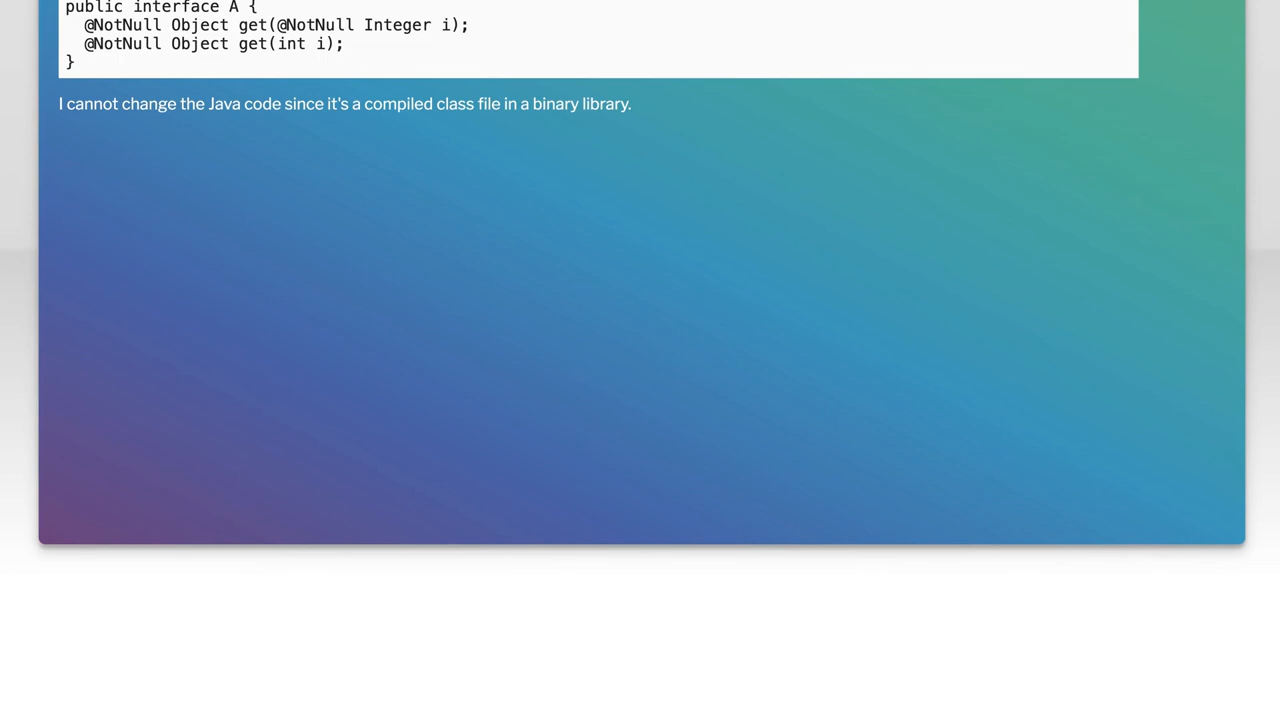 public interface A {
@NotNull Object get(@NotNull Integer i);
@NotNull Object get(int i);
}
I cannot change the Java code since it's a compiled class file in a binary library.